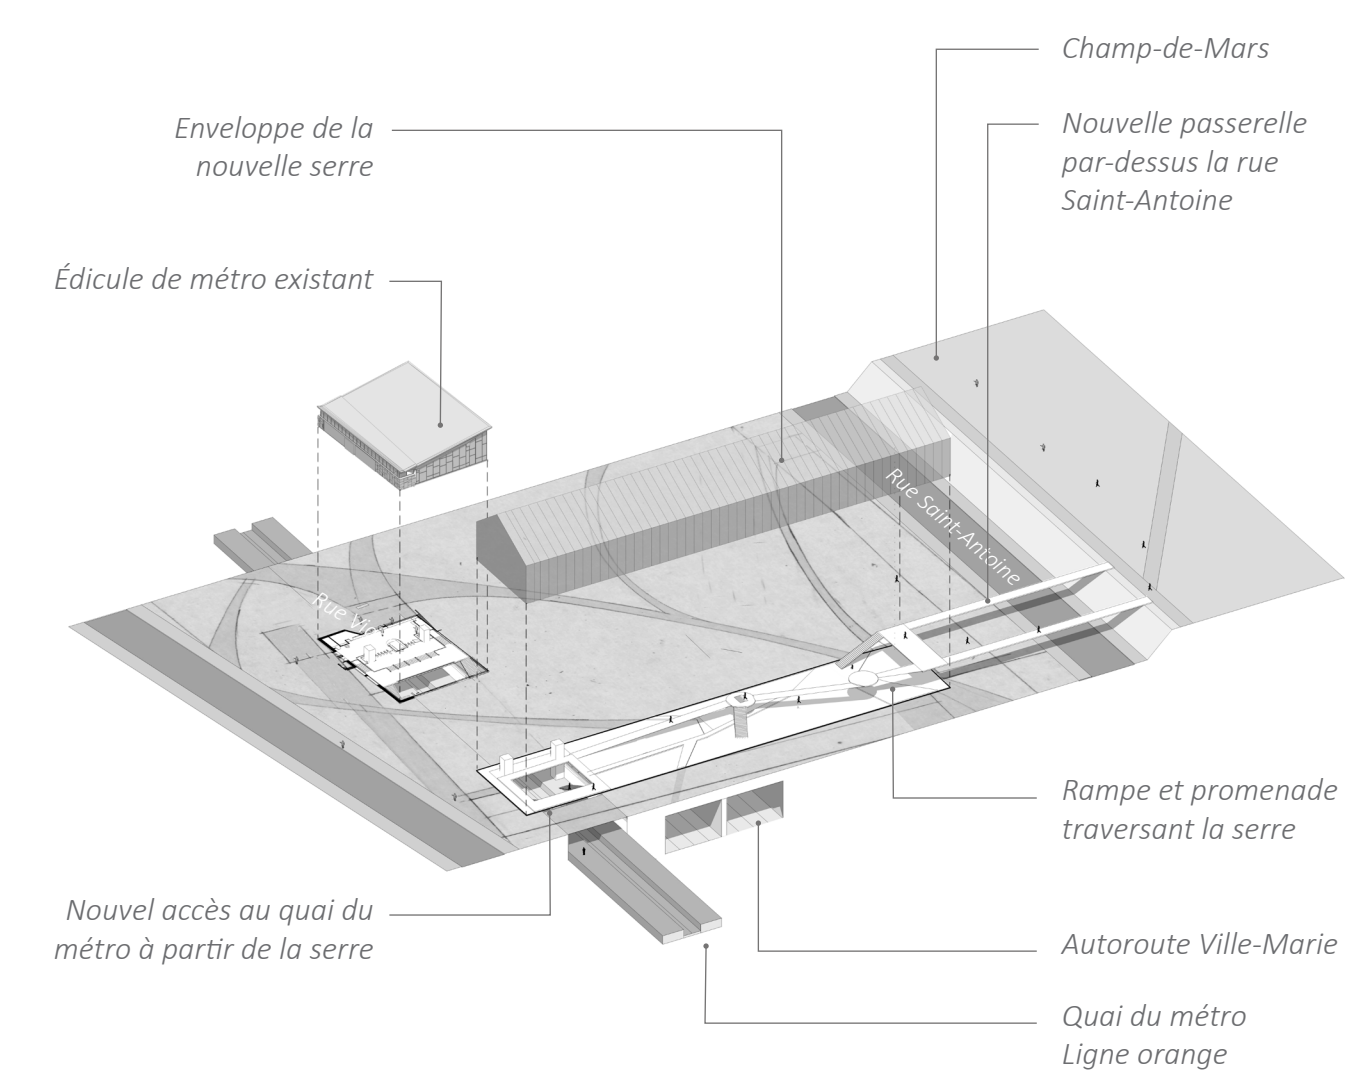 Champ-de-Mars
Enveloppe de la
nouvelle serre
Nouvelle passerelle
par-dessus la rue
Saint-Antoine
Édicule de métro existant
Rue Saint-Antoine
Rue
Rampe et promenade
traversant la serre
Nouvel accès au quai du
métro à partir de la serre
Autoroute Ville-Marie
Quai du métro
Ligne orange